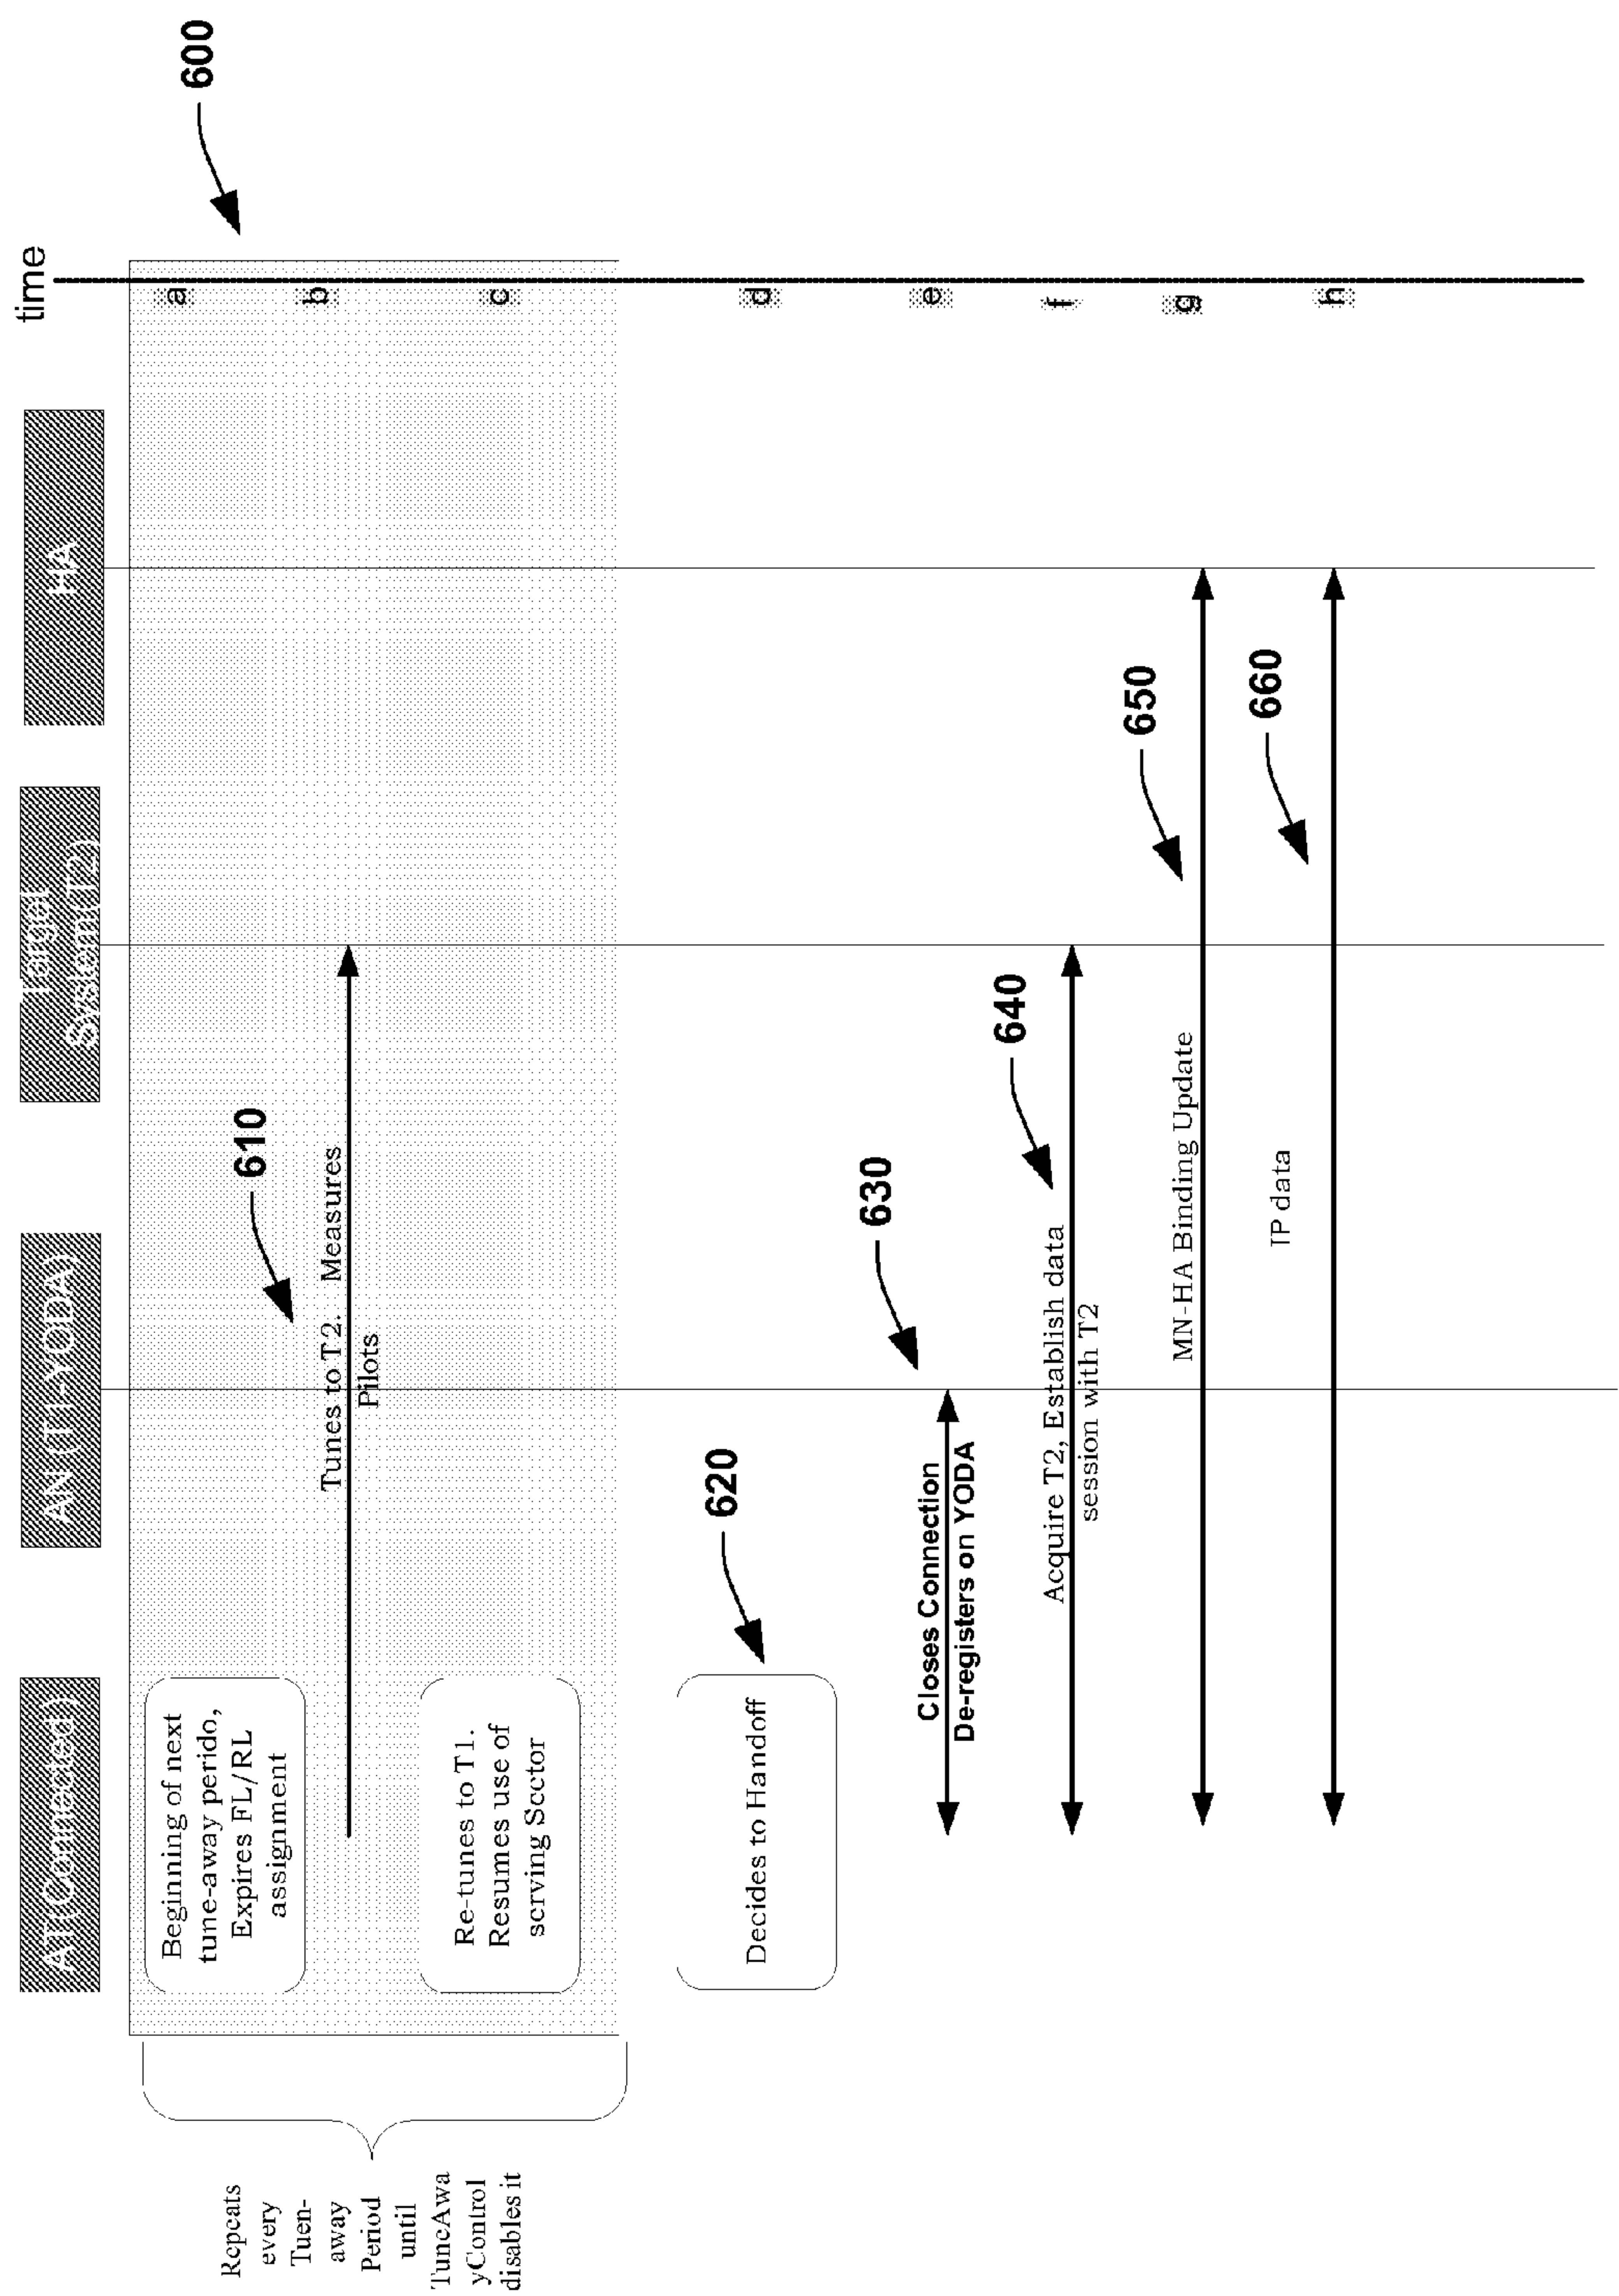 600
time
AT(Connected)
AN (T1-YODA)
Target
System(T2)
HA
a
b
c
d
e
f
g
h
Repeats
every
Tuen-
away
Period
until
TuneAwa
yControl
disables it
Beginning of next
tune-away perido,
Expires FL/RL
assignment
610
Tunes to T2. Measures
Pilots
Re-tunes to T1.
Resumes use of
serving Sector
620
Decides to Handoff
630
Closes Connection
De-registers on YODA
640
Acquire T2, Establish data
session with T2
650
MN-HA Binding Update
660
IP data